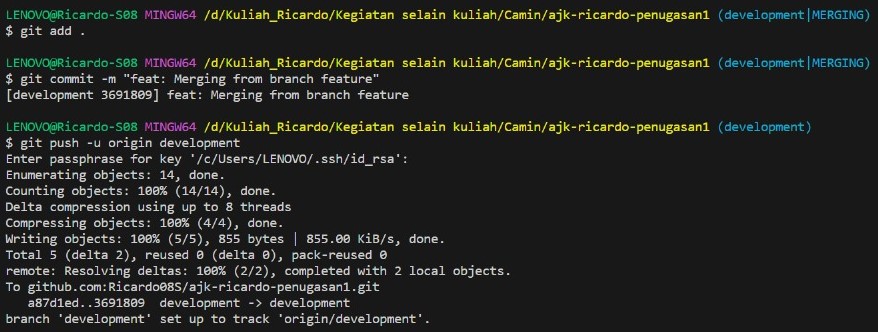 LENOVO@Ricardo-S08 MINGW64 /d/Kuliah_Ricardo/Kegiatan selain kuliah/Camin/ajk-ricardo-penugasan1 (development|MERGING)
$ git add .
LENOVO@Ricardo-S08 MINGW64 /d/Kuliah_Ricardo/Kegiatan selain kuliah/Camin/ajk-ricardo-penugasan1 (development|MERGING)
$ git commit -m "feat: Merging from branch feature"
[development 3691809] feat: Merging from branch feature
LENOVO@Ricardo-S08 MINGW64 /d/Kuliah_Ricardo/Kegiatan selain kuliah/Camin/ajk-ricardo-penugasan1 (development)
$ git push -u origin development
Enter passphrase for key '/c/Users/LENOVO/.ssh/id_rsa':
Enumerating objects: 14, done.
Counting objects: 100% (14/14), done.
Delta compression using up to 8 threads
Compressing objects: 100% (4/4), done.
Writing objects: 100% (5/5), 855 bytes | 855.00 KiB/s, done.
Total 5 (delta 2), reused 0 (delta 0), pack-reused 0
remote: Resolving deltas: 100% (2/2), completed with 2 local objects.
To github.com:Ricardo08S/ajk-ricardo-penugasan1.git
   a87d1ed..3691809  development -> development
branch 'development' set up to track 'origin/development'.